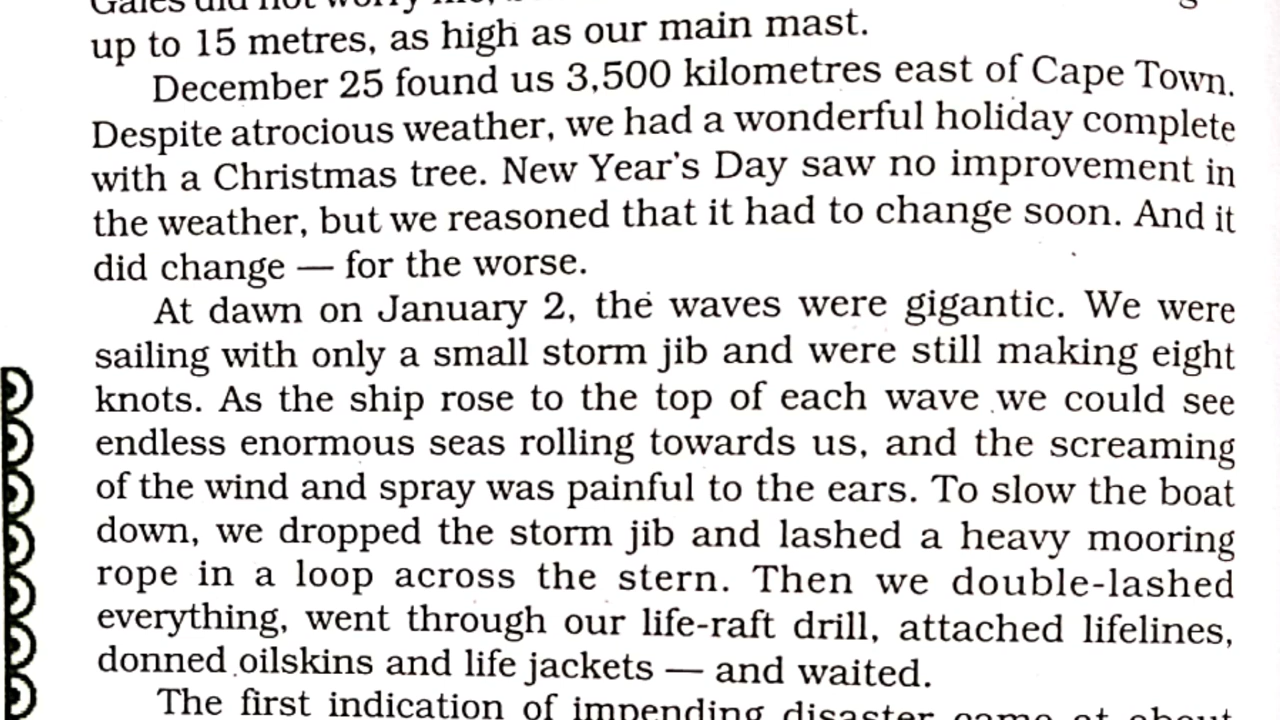 up to 15 metres, as high as our main mast.
December 25 found us 3,500 kilometres east of Cape Town.
Despite atrocious weather, we had a wonderful holiday complete
with a Christmas tree. New Year's Day saw no improvement in
the weather, but we reasoned that it had to change soon. And it
did change — for the worse.
At dawn on January 2, the waves were gigantic. We were
sailing with only a small storm jib and were still making eight
knots. As the ship rose to the top of each wave we could see
endless enormous seas rolling towards us, and the screaming
of the wind and spray was painful to the ears. To slow the boat
down, we dropped the storm jib and lashed a heavy mooring
rope in a loop across the stern. Then we double-lashed
everything, went through our life-raft drill, attached lifelines,
donned oilskins and life jackets — and waited.
The first indication of impending disaster came at about